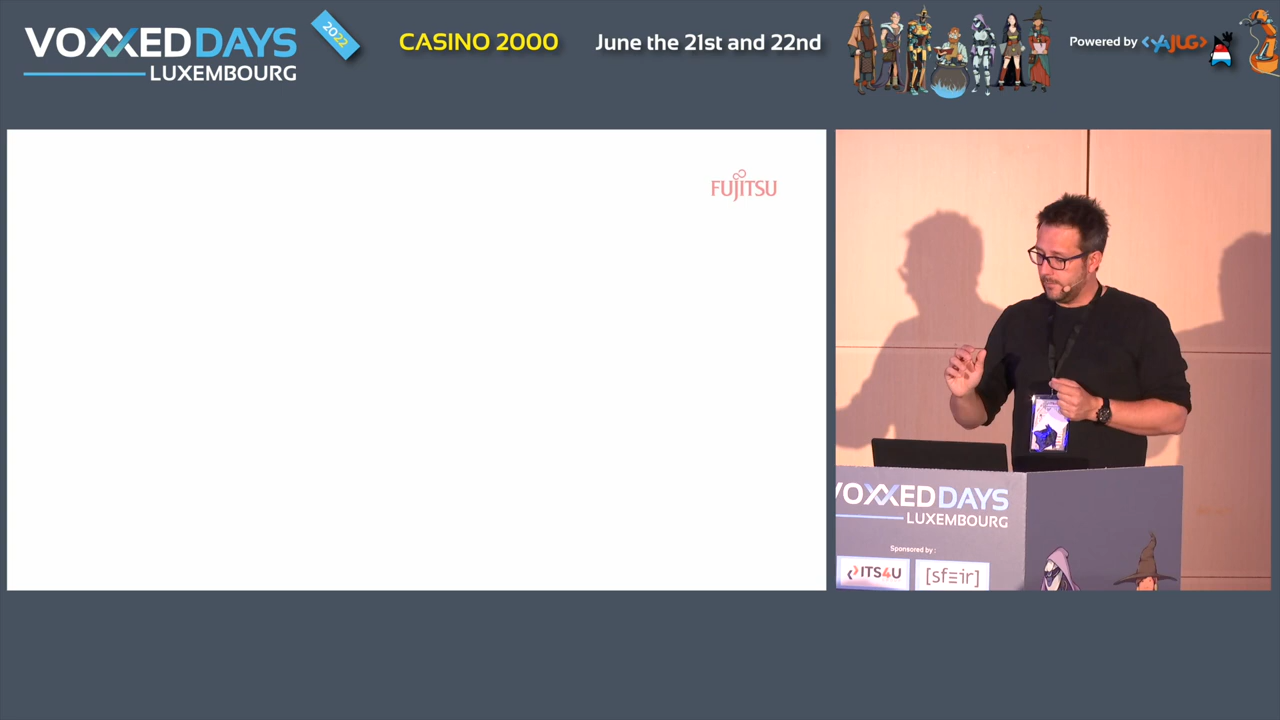 VOXXED DAYS
LUXEMBOURG
2022
CASINO 2000
June the 21st and 22nd
Powered by <YAJUG>
FUJITSU
VOXXED DAYS
LUXEMBOURG
Sponsored by :
ITS4U
[sfeir]